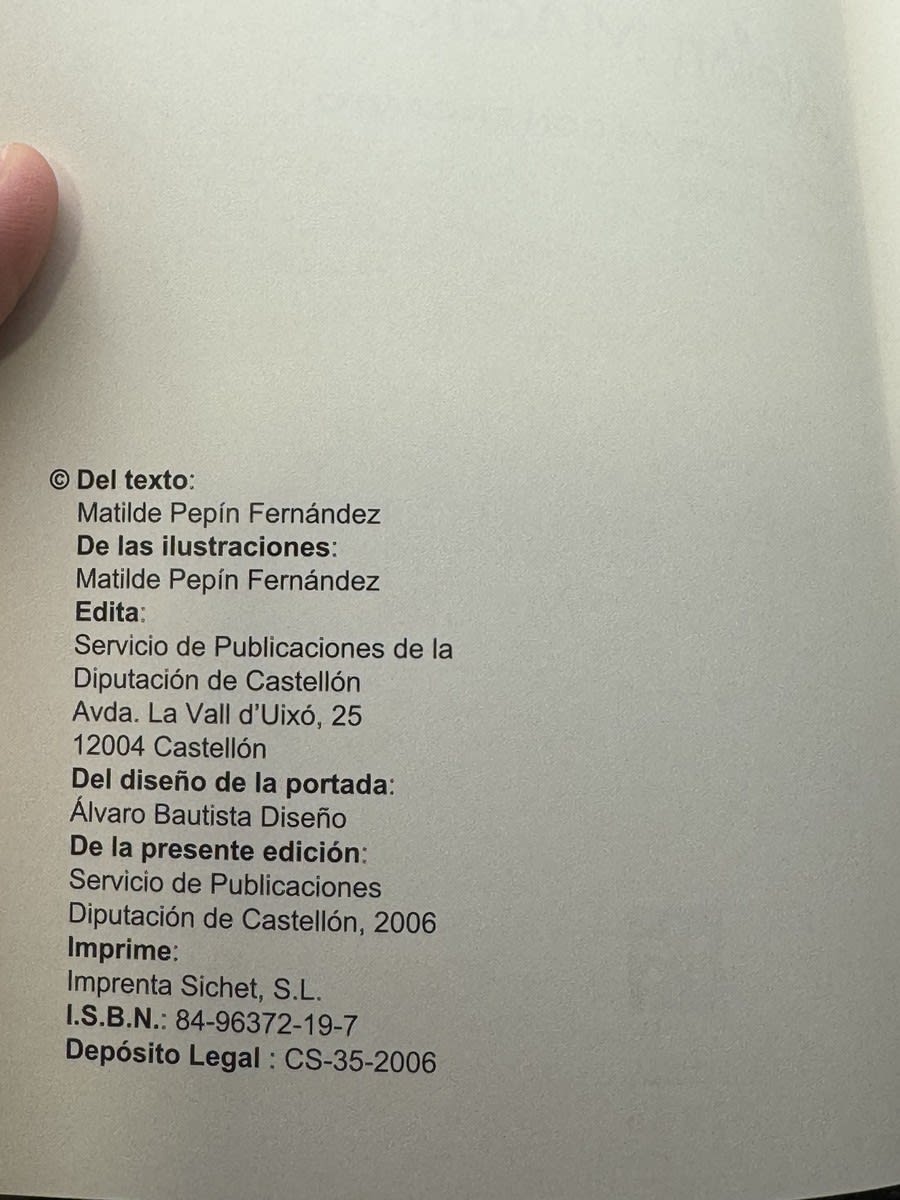 © Del texto:
Matilde Pepín Fernández
De las ilustraciones:
Matilde Pepín Fernández
Edita:
Servicio de Publicaciones de la
Diputación de Castellón
Avda. La Vall d'Uixó, 25
12004 Castellón
Del diseño de la portada:
Álvaro Bautista Diseño
De la presente edición:
Servicio de Publicaciones
Diputación de Castellón, 2006
Imprime:
Imprenta Sichet, S.L.
I.S.B.N.: 84-96372-19-7
Depósito Legal : CS-35-2006